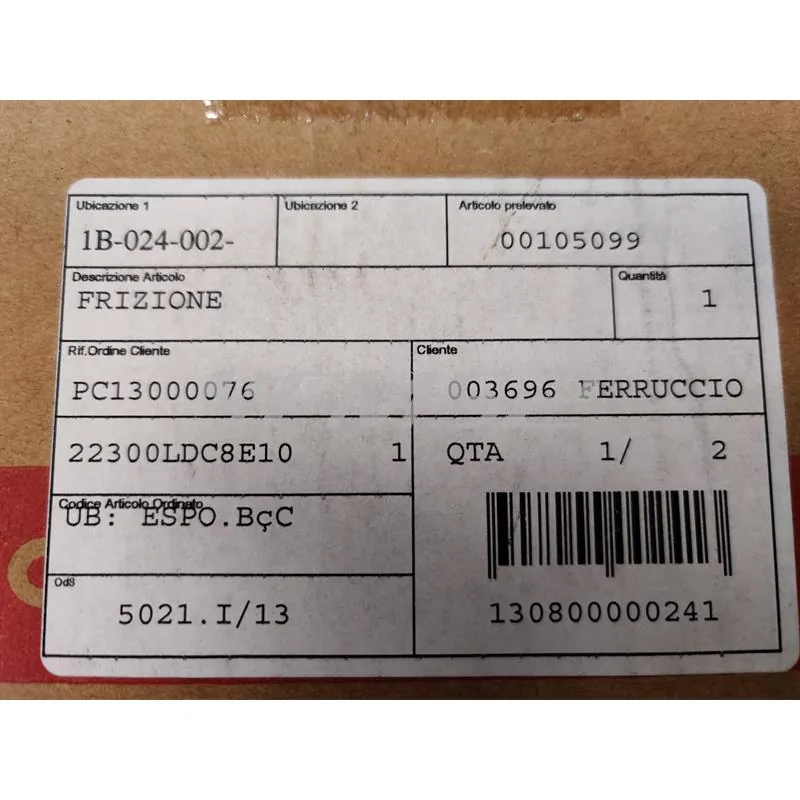 Ubicazione 1 Ubicazione 2 Articolo prelevato
1B-024-002- 00105099
Descrizione Articolo Quantità
FRIZIONE 1
Rif.Ordine Cliente Cliente
PC13000076 003696 FERRUCCIO
22300LDC8E10 1 QTA 1/ 2
Codice Articolo Ordinato
UB: ESPO.BçC
OdS
5021.I/13 130800000241